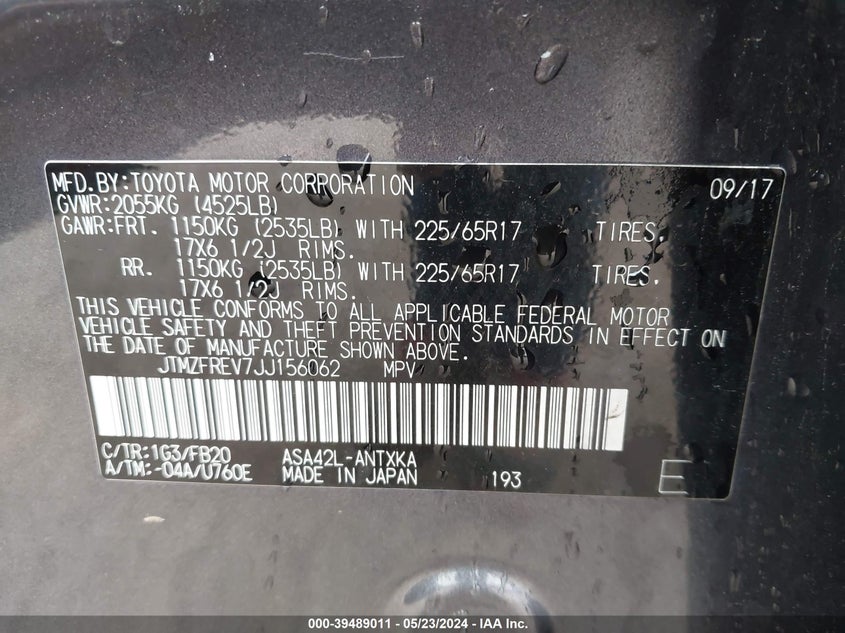 MFD.BY:TOYOTA MOTOR CORPORATION 09/17
GVWR:2055KG (4525LB)
GAWR:FRT. 1150KG (2535LB) WITH 225/65R17 TIRES.
17X6 1/2J RIMS.
RR. 1150KG (2535LB) WITH 225/65R17 TIRES.
17X6 1/2J RIMS.
THIS VEHICLE CONFORMS TO ALL APPLICABLE FEDERAL MOTOR
VEHICLE SAFETY AND THEFT PREVENTION STANDARDS IN EFFECT ON
THE DATE OF MANUFACTURE SHOWN ABOVE.
JTMZFREV7JJ156062 MPV
C/TR:1G3/FB20 ASA42L-ANTXKA
A/TM:-04A/U760E MADE IN JAPAN 193 E
000-39489011 - 05/23/2024 - IAA Inc.